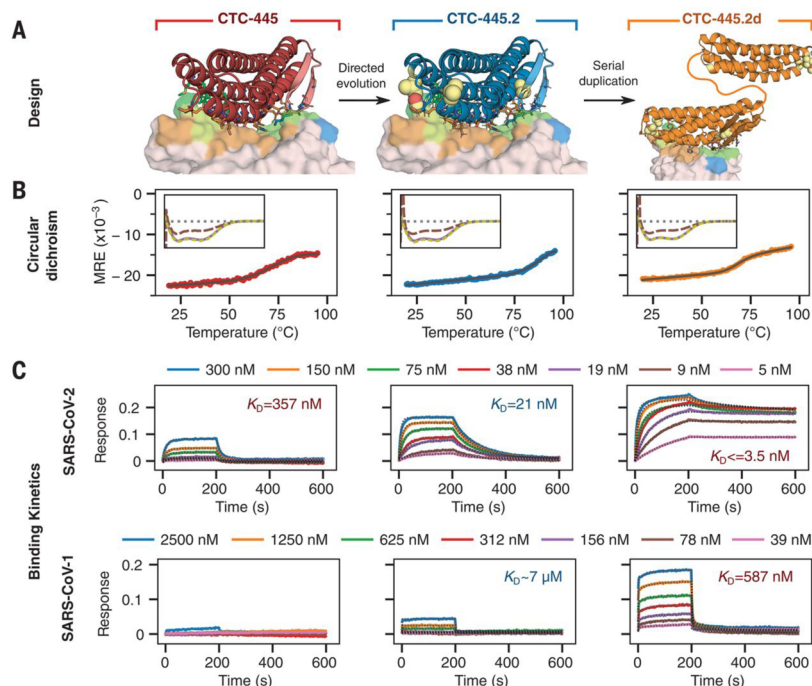 A
CTC-445
CTC-445.2
CTC-445.2d
Design
Directed
evolution
Serial
duplication
B
Circular
dichroism
MRE (x10⁻³)
0
- 10
- 20
25 50 75 100
25 50 75 100
25 50 75 100
Temperature (°C)
Temperature (°C)
Temperature (°C)
C
300 nM 150 nM 75 nM 38 nM 19 nM 9 nM 5 nM
Binding Kinetics
SARS-CoV-2
Response
0.2
0.1
0
K_D=357 nM
K_D=21 nM
K_D<=3.5 nM
0 200 400 600
0 200 400 600
0 200 400 600
Time (s)
Time (s)
Time (s)
2500 nM 1250 nM 625 nM 312 nM 156 nM 78 nM 39 nM
SARS-CoV-1
Response
0.2
0.1
0
K_D~7 µM
K_D=587 nM
0 200 400 600
0 200 400 600
0 200 400 600
Time (s)
Time (s)
Time (s)